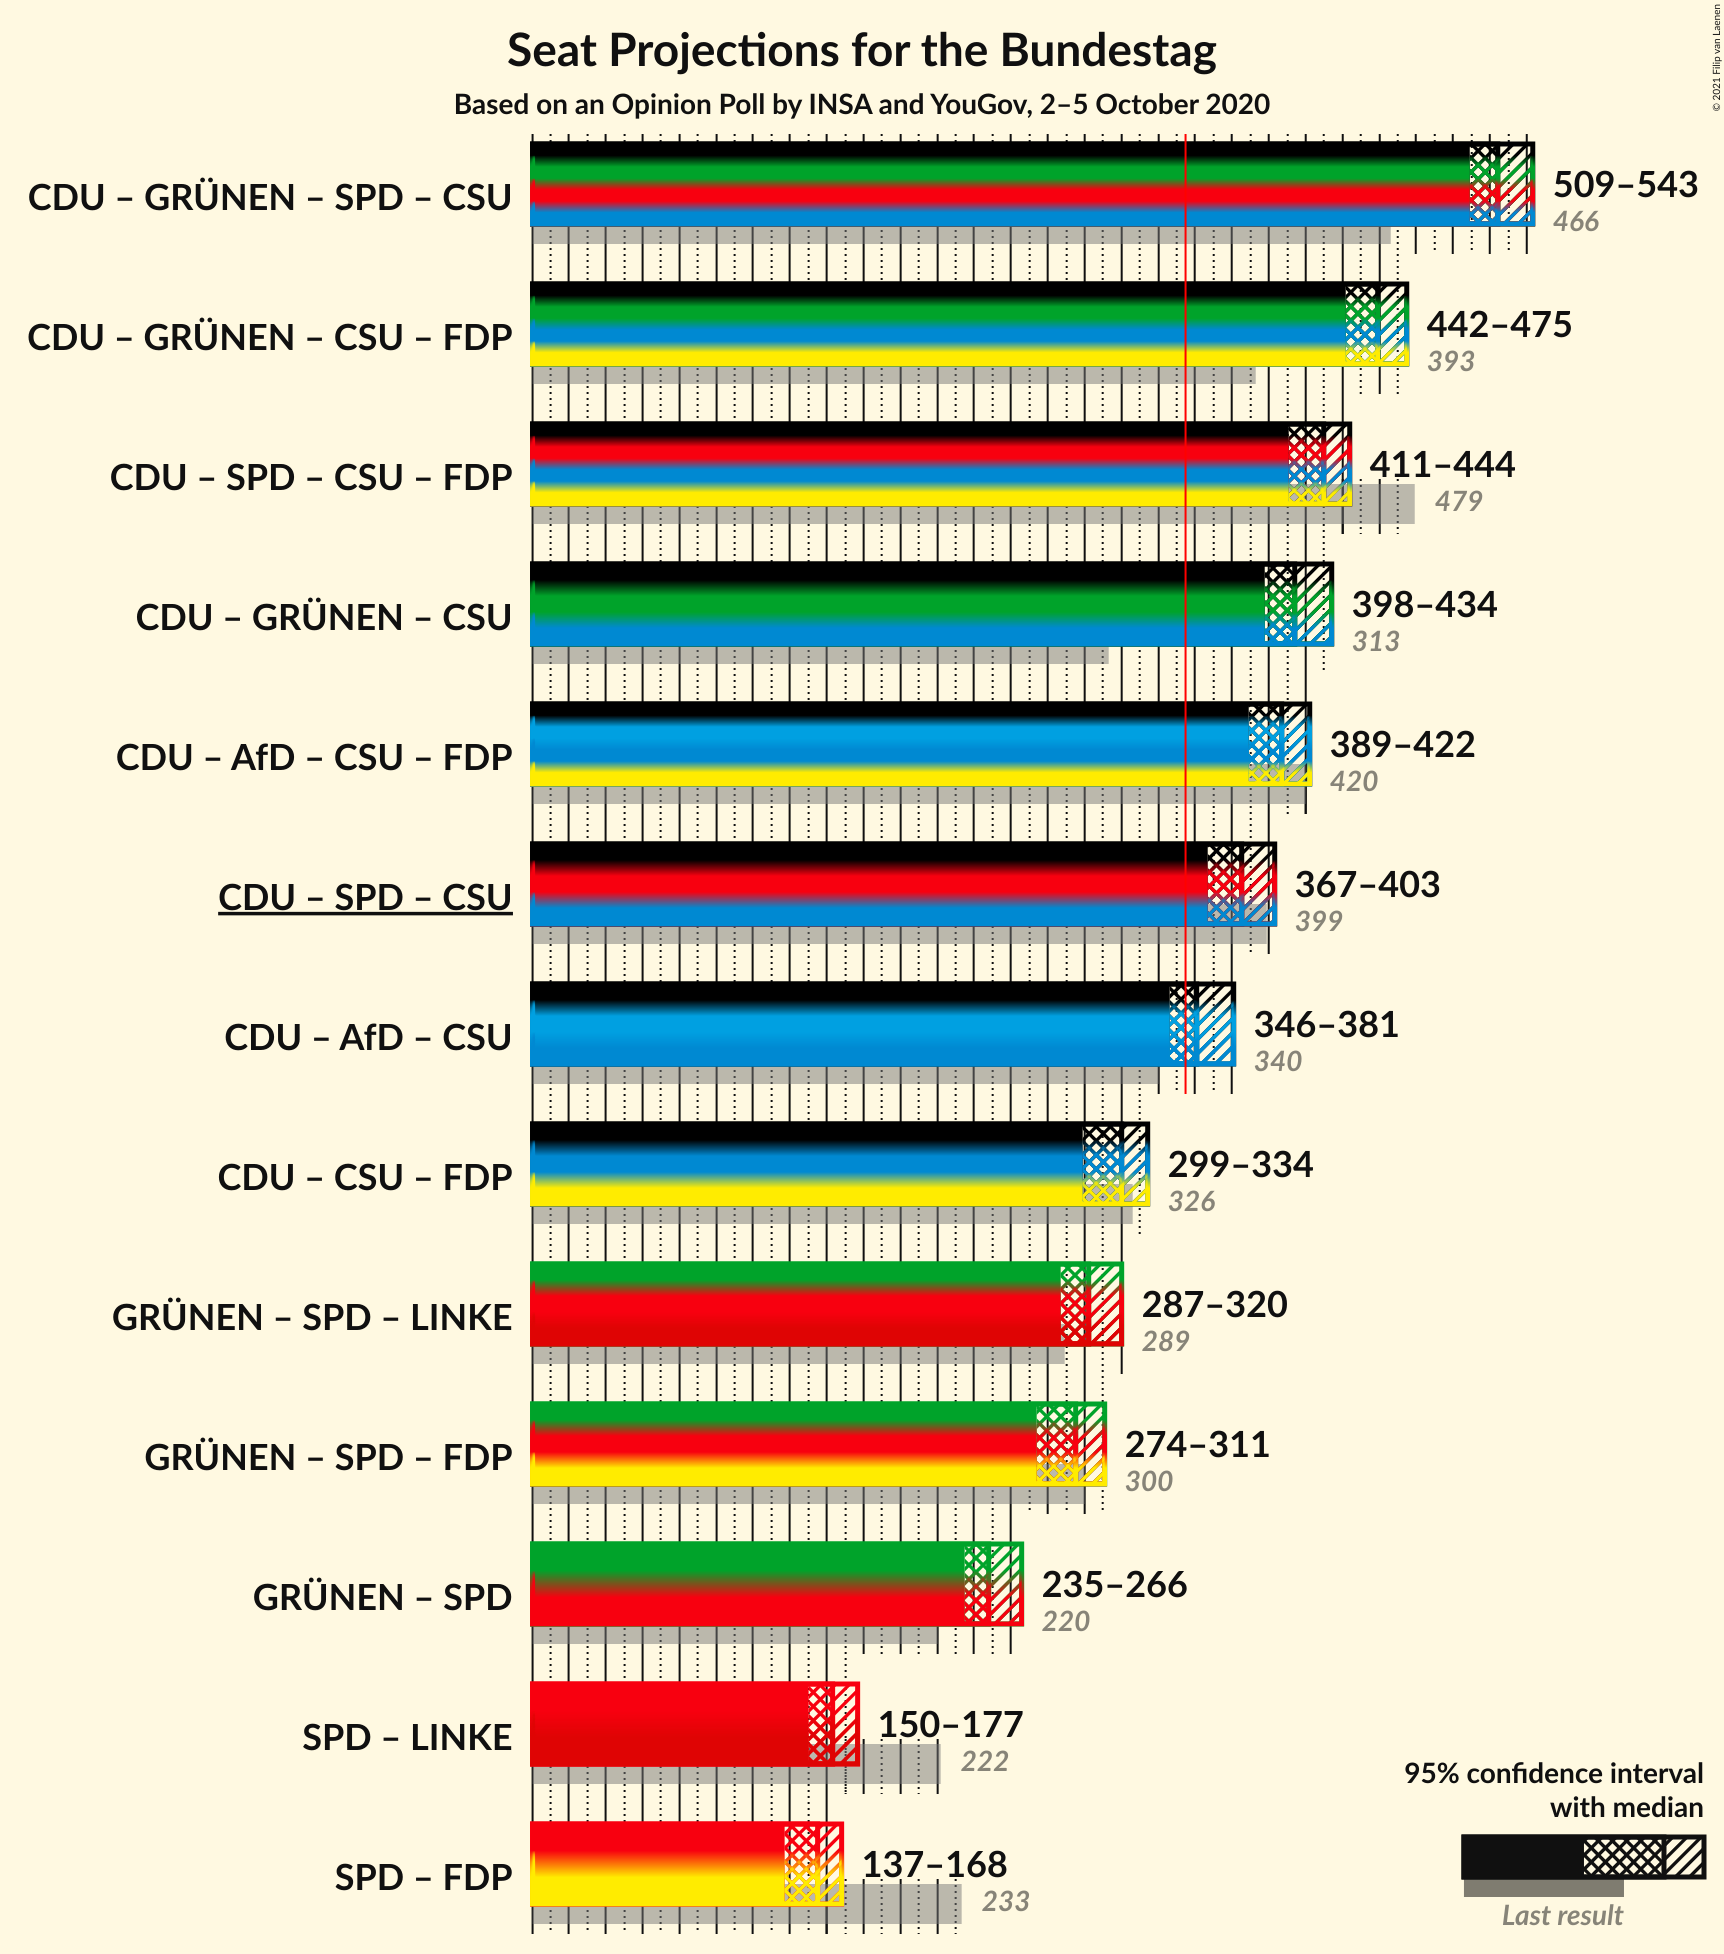 Seat Projections for the Bundestag
Based on an Opinion Poll by INSA and YouGov, 2–5 October 2020
© 2021 Filip van Laenen
CDU – GRÜNEN – SPD – CSU
509–543
466
CDU – GRÜNEN – CSU – FDP
442–475
393
CDU – SPD – CSU – FDP
411–444
479
CDU – GRÜNEN – CSU
398–434
313
CDU – AfD – CSU – FDP
389–422
420
CDU – SPD – CSU
367–403
399
CDU – AfD – CSU
346–381
340
CDU – CSU – FDP
299–334
326
GRÜNEN – SPD – LINKE
287–320
289
GRÜNEN – SPD – FDP
274–311
300
GRÜNEN – SPD
235–266
220
SPD – LINKE
150–177
222
SPD – FDP
137–168
233
95% confidence interval
with median
Last result